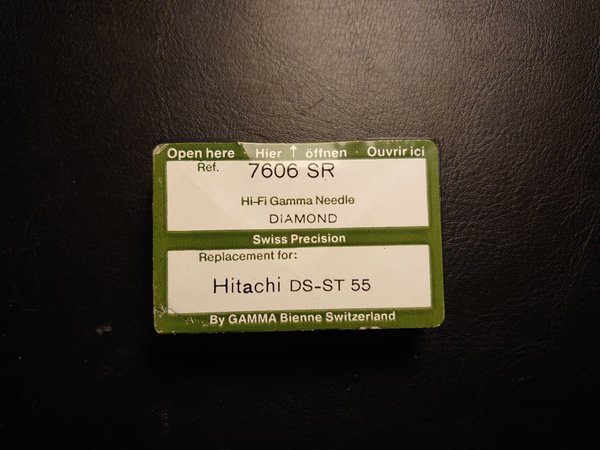 Open here Hier ↑ öffnen · Ouvrir ici
Ref. 7606 SR
Hi-Fi Gamma Needle
DIAMOND
Swiss Precision
Replacement for:
Hitachi DS-ST 55
By GAMMA Bienne Switzerland